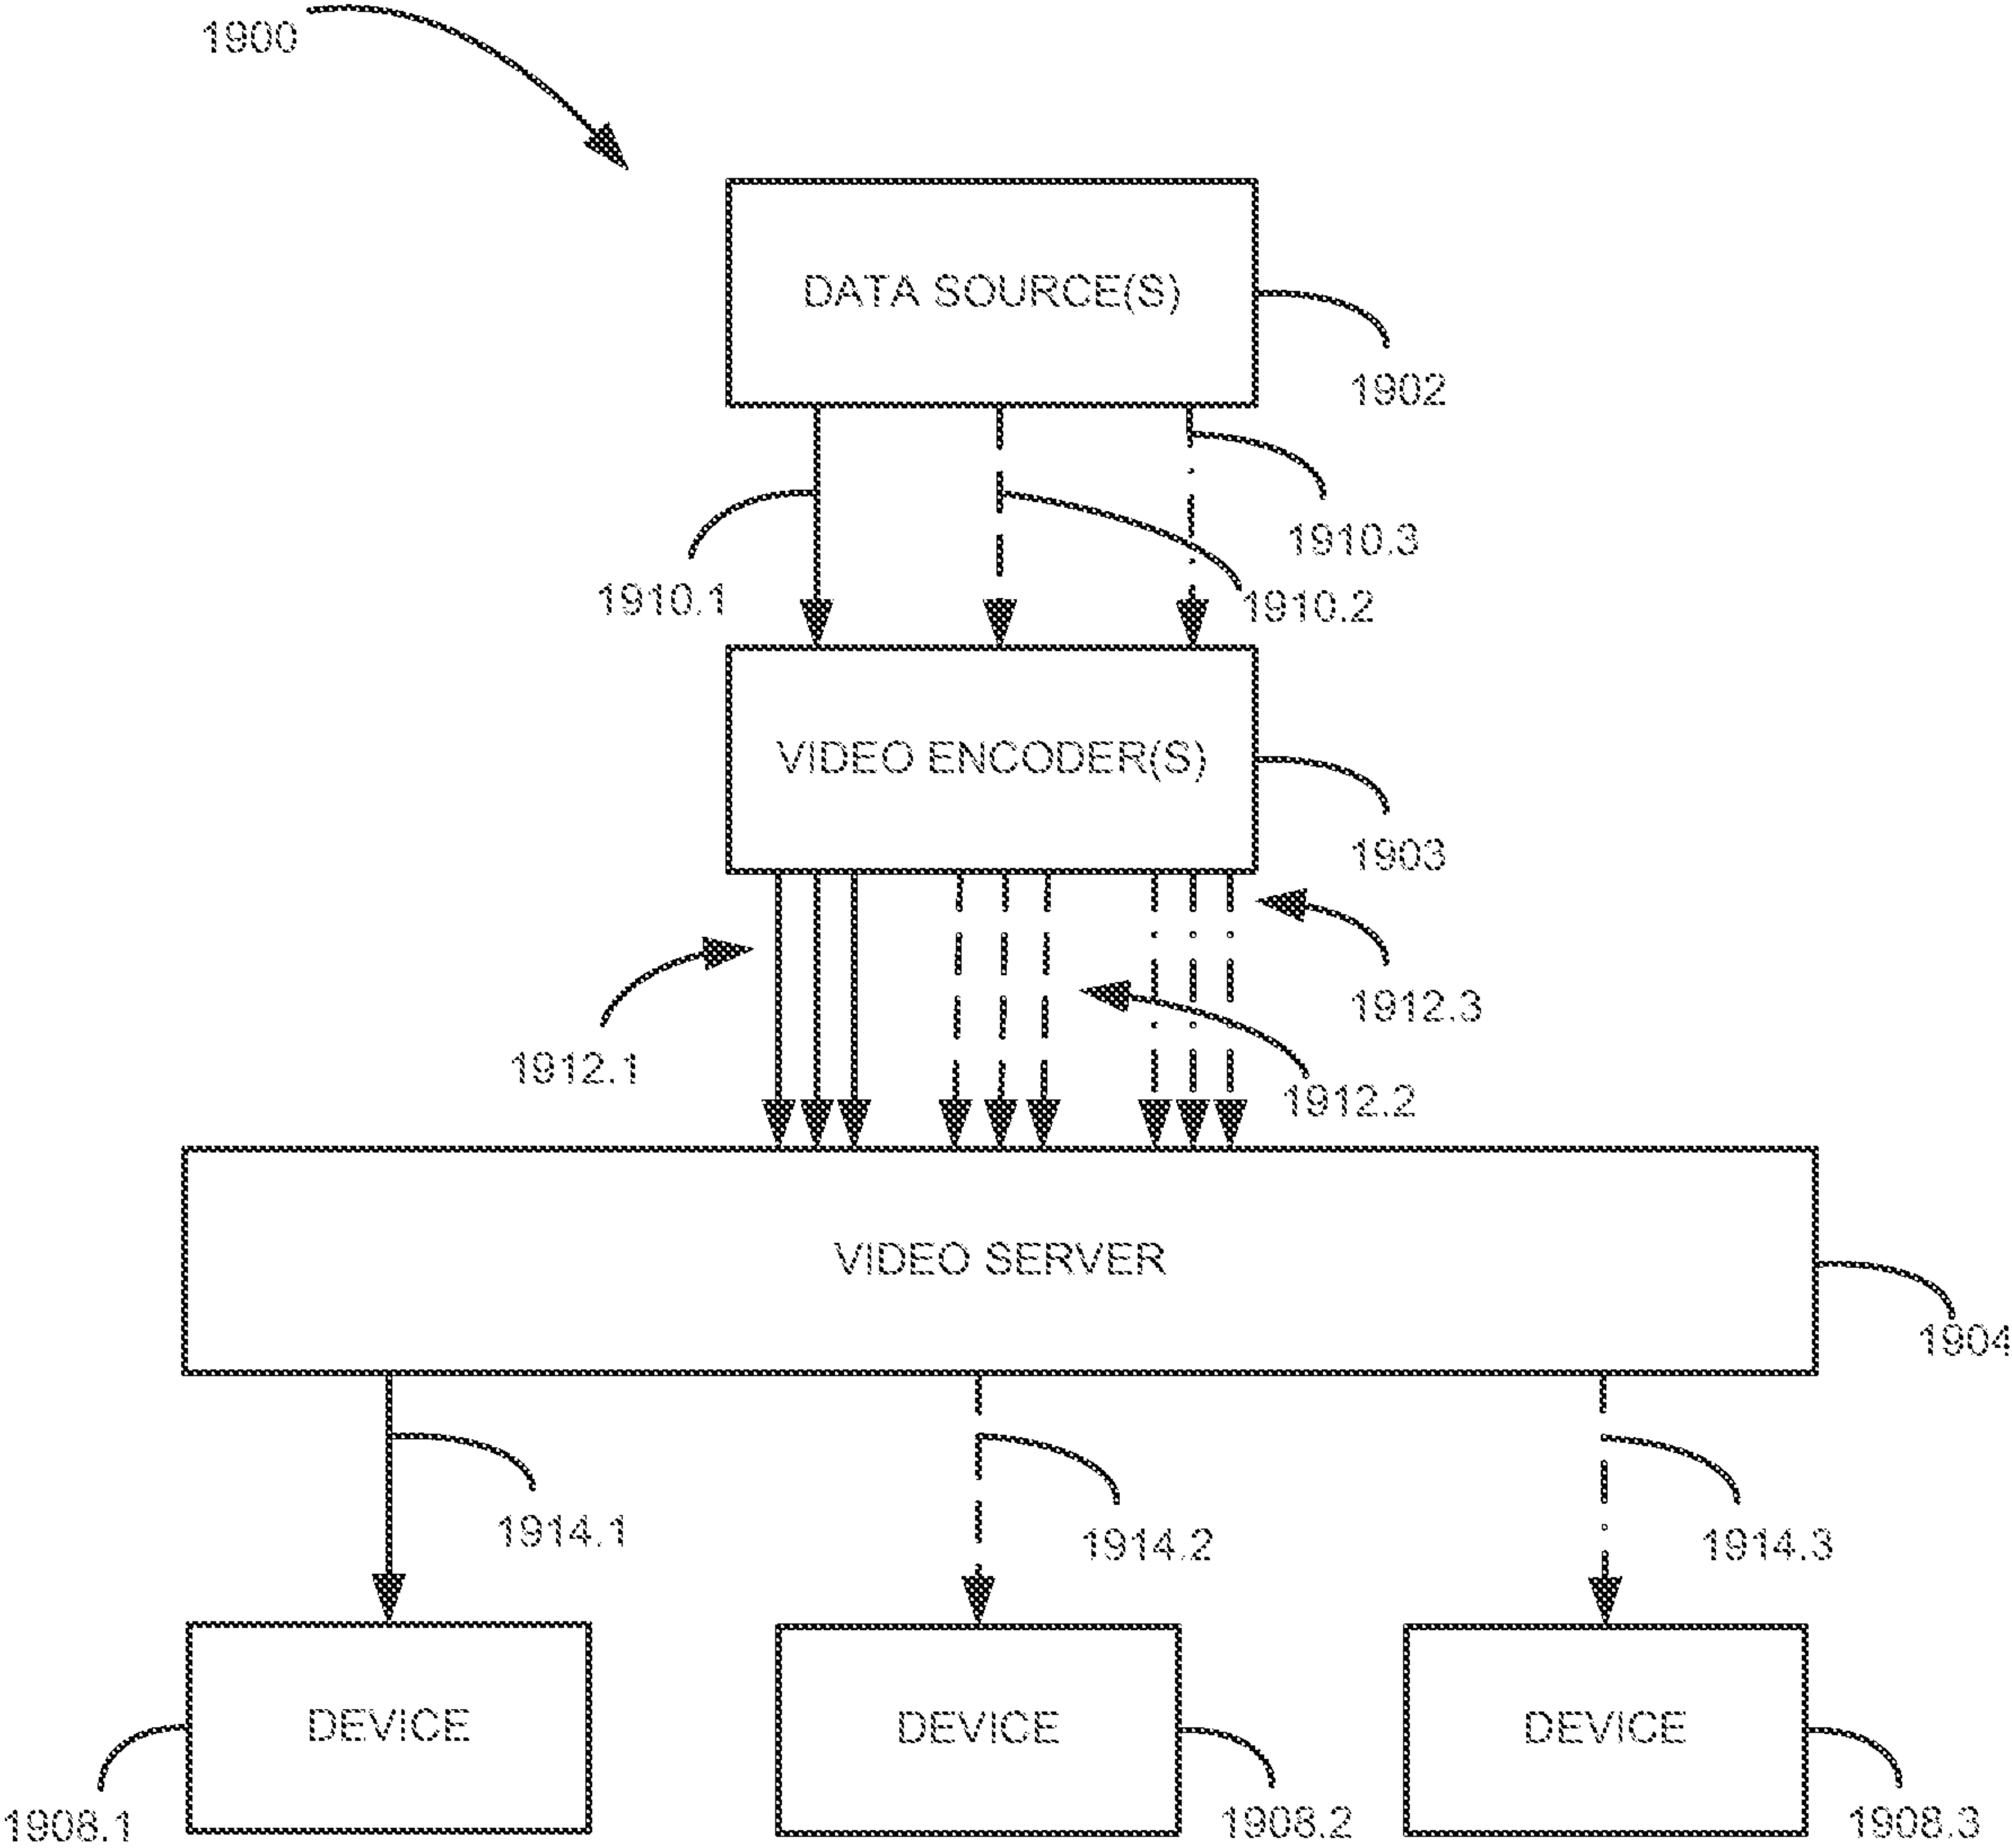 1900
DATA SOURCE(S)
1902
1910.3
1910.1
1910.2
VIDEO ENCODER(S)
1903
1912.3
1912.1
1912.2
VIDEO SERVER
1904
1914.1
1914.2
1914.3
DEVICE
DEVICE
DEVICE
1908.1
1908.2
1908.3